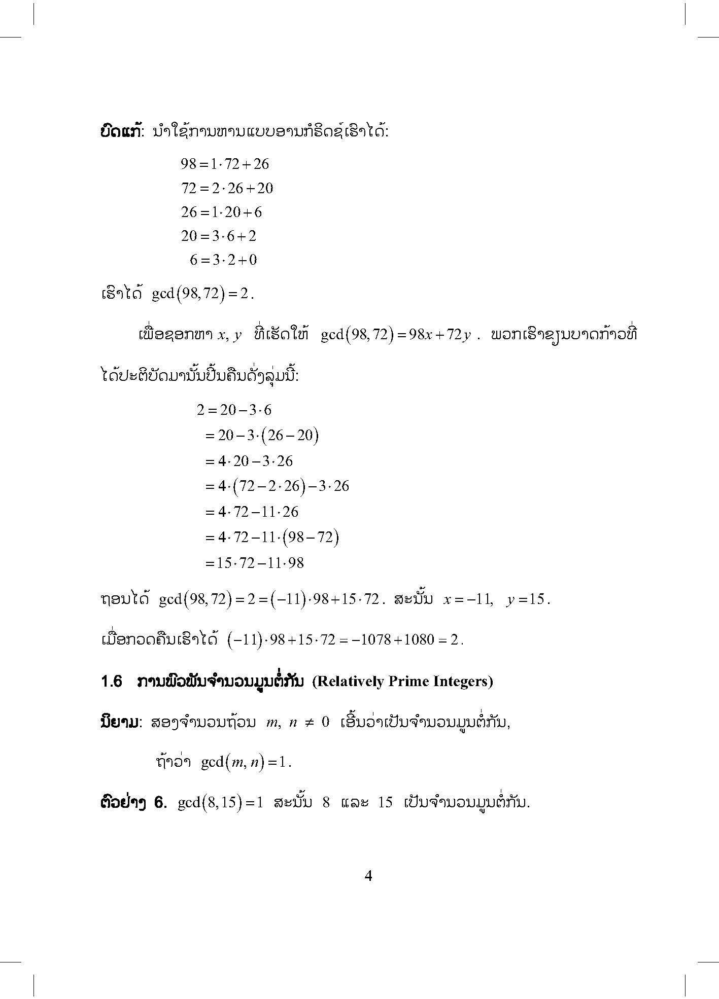 ບົດແກ້: ນຳໃຊ້ການຫານແບບອານກໍຣິດຊ໌ເຮົາໄດ້:
98 = 1·72 + 26
72 = 2·26 + 20
26 = 1·20 + 6
20 = 3·6 + 2
6 = 3·2 + 0
ເຮົາໄດ້ gcd(98,72) = 2.
ເພື່ອຊອກຫາ x, y ທີ່ເຮັດໃຫ້ gcd(98,72) = 98x + 72y . ພວກເຮົາຂຽນບາດກ້າວທີ່
ໄດ້ປະຕິບັດມານັ້ນປິ້ນຄືນດັ່ງລຸ່ມນີ້:
2 = 20 − 3·6
= 20 − 3·(26 − 20)
= 4·20 − 3·26
= 4·(72 − 2·26) − 3·26
= 4·72 − 11·26
= 4·72 − 11·(98 − 72)
= 15·72 − 11·98
ຖອນໄດ້ gcd(98,72) = 2 = (−11)·98 + 15·72. ສະນັ້ນ x = −11, y = 15.
ເມື່ອກວດຄືນເຮົາໄດ້ (−11)·98 + 15·72 = −1078 + 1080 = 2.
1.6 ການພົວພັນຈຳນວນມູນຕໍ່ກັນ (Relatively Prime Integers)
ນິຍາມ: ສອງຈຳນວນຖ້ວນ m, n ≠ 0 ເອີ້ນວ່າເປັນຈຳນວນມູນຕໍ່ກັນ,
ຖ້າວ່າ gcd(m, n) = 1.
ຕົວຢ່າງ 6. gcd(8,15) = 1 ສະນັ້ນ 8 ແລະ 15 ເປັນຈຳນວນມູນຕໍ່ກັນ.
4